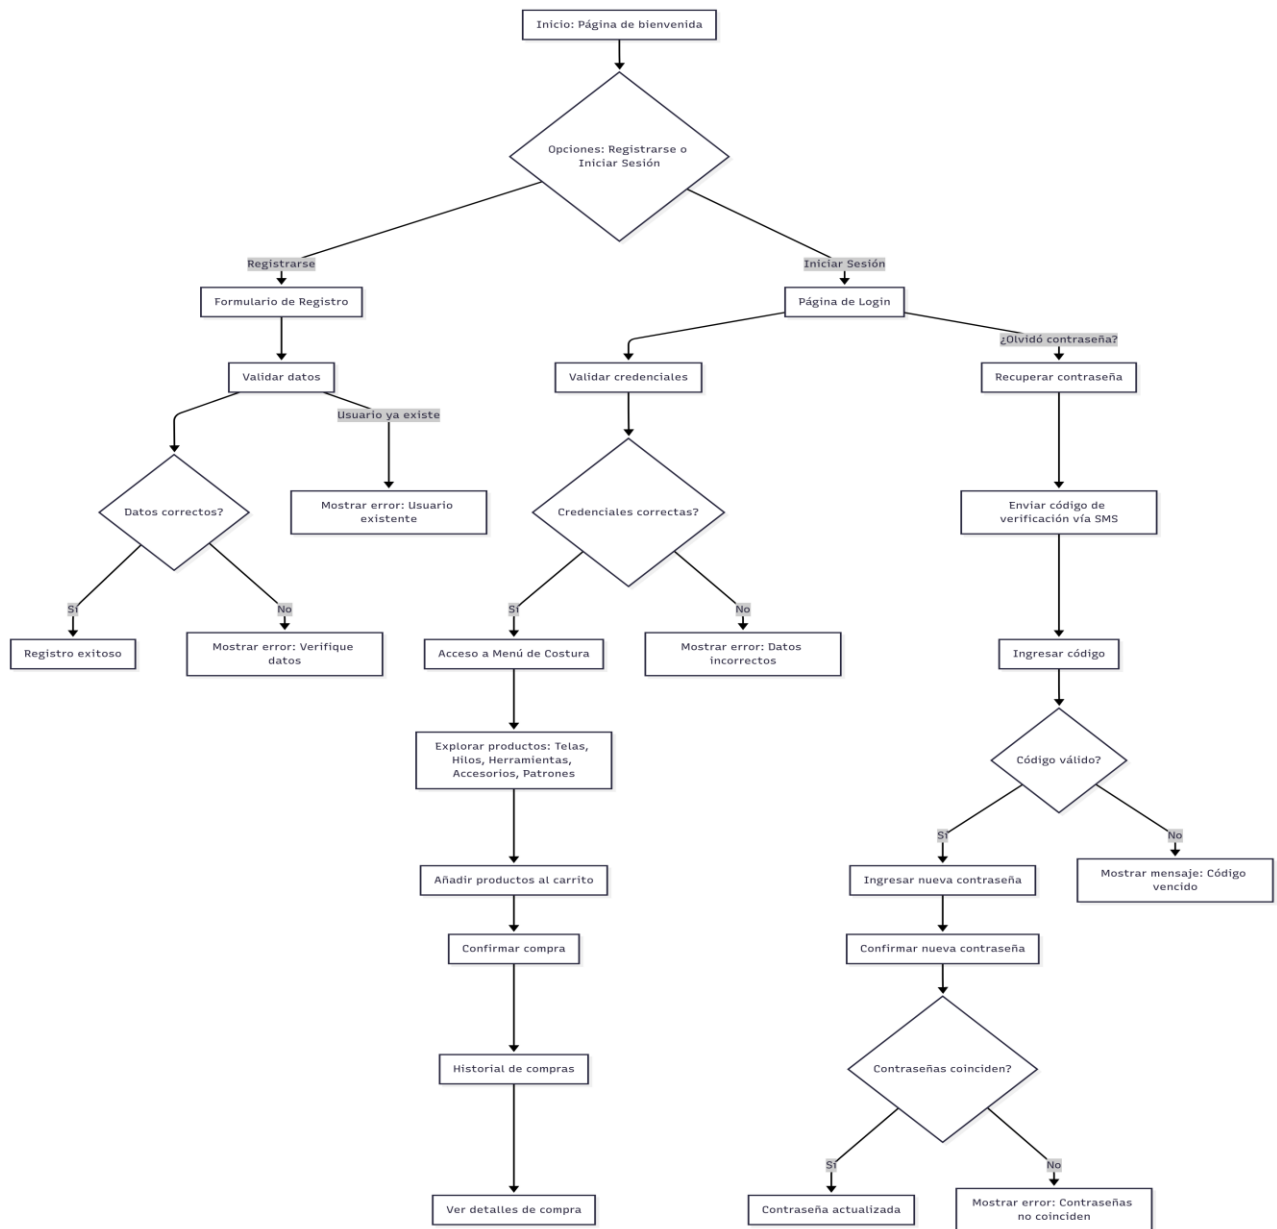 Inicio: Página de bienvenida
Opciones: Registrarse o
Iniciar Sesión
Registrarse
Iniciar Sesión
Formulario de Registro
Página de Login
¿Olvidó contraseña?
Validar datos
Validar credenciales
Recuperar contraseña
Usuario ya existe
Datos correctos?
Mostrar error: Usuario
existente
Credenciales correctas?
Enviar código de
verificación vía SMS
Sí
No
Sí
No
Registro exitoso
Mostrar error: Verifique
datos
Acceso a Menú de Costura
Mostrar error: Datos
incorrectos
Ingresar código
Explorar productos: Telas,
Hilos, Herramientas,
Accesorios, Patrones
Código válido?
Sí
No
Añadir productos al carrito
Ingresar nueva contraseña
Mostrar mensaje: Código
vencido
Confirmar compra
Confirmar nueva contraseña
Historial de compras
Contraseñas coinciden?
Sí
No
Ver detalles de compra
Contraseña actualizada
Mostrar error: Contraseñas
no coinciden